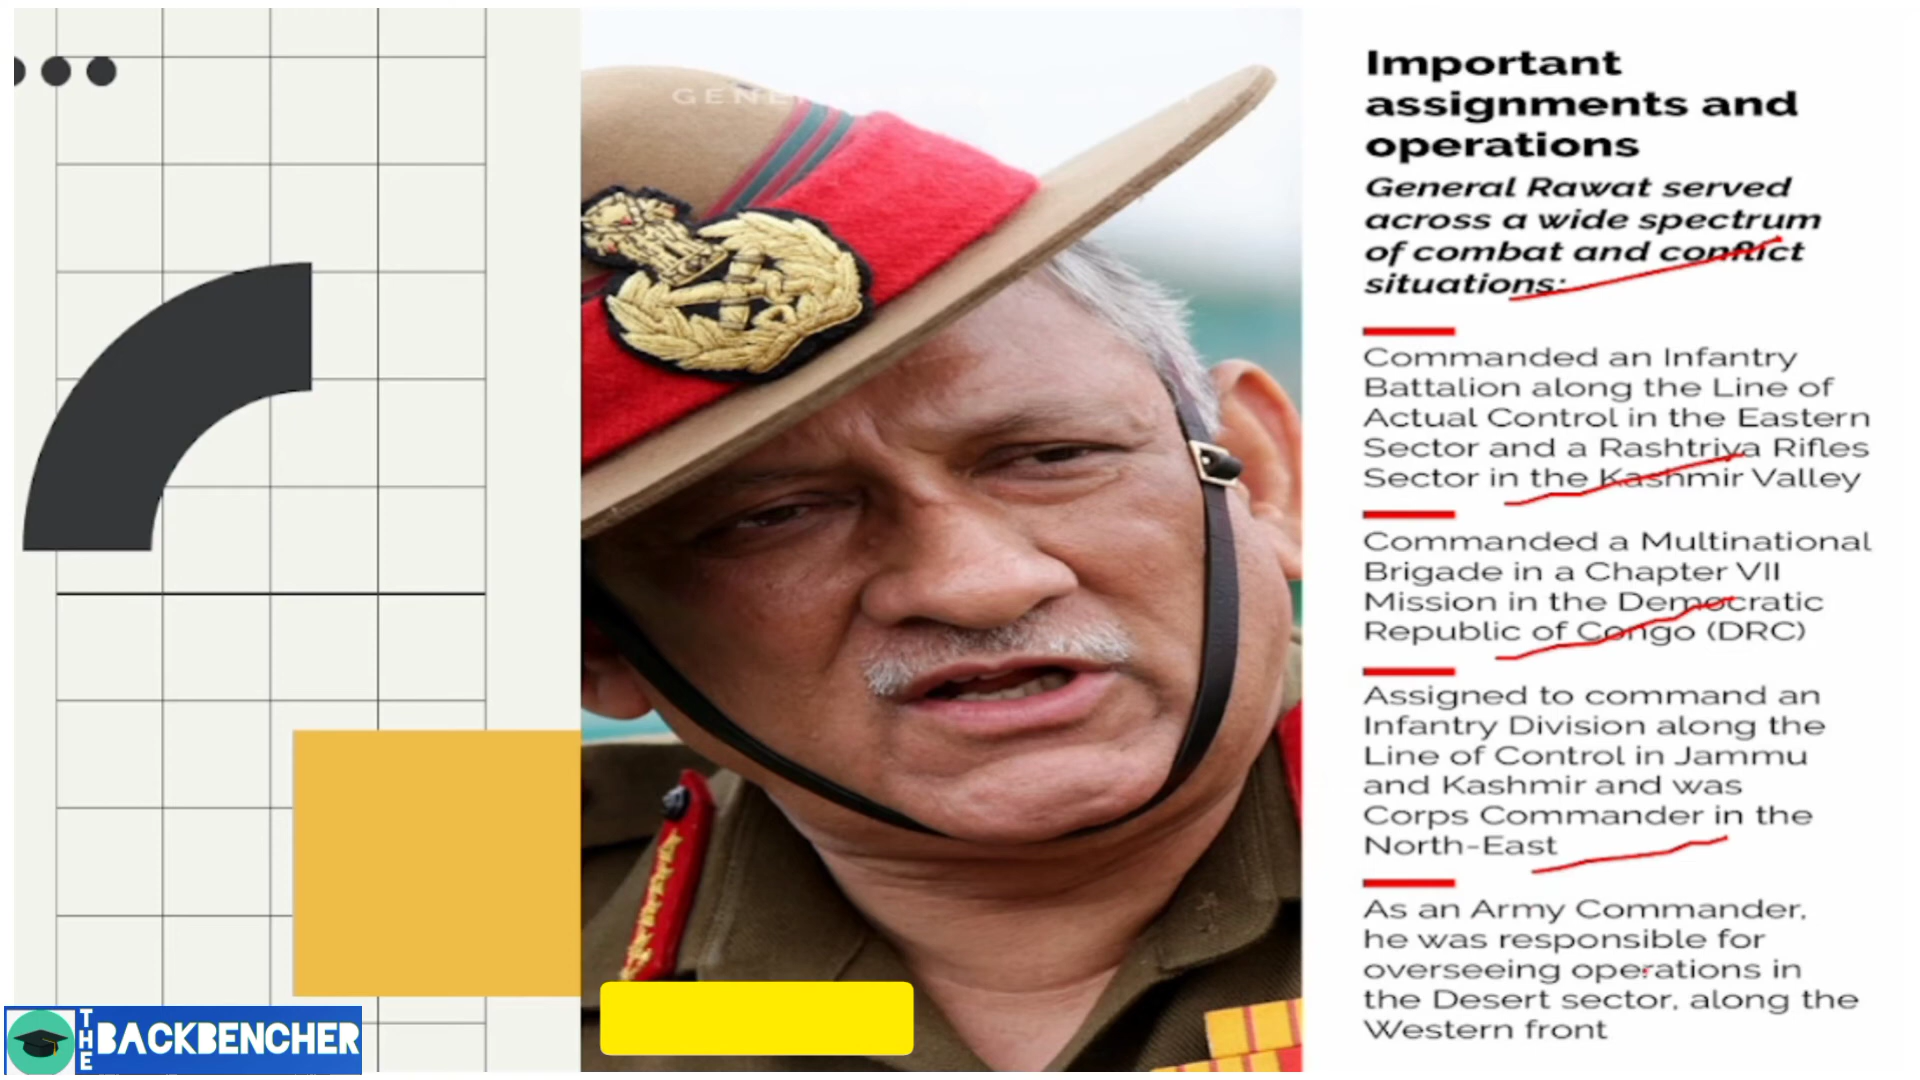 GENE
Important
assignments and
operations
General Rawat served
across a wide spectrum
of combat and conflict
situations:
Commanded an Infantry
Battalion along the Line of
Actual Control in the Eastern
Sector and a Rashtriya Rifles
Sector in the Kashmir Valley
Commanded a Multinational
Brigade in a Chapter VII
Mission in the Democratic
Republic of Congo (DRC)
Assigned to command an
Infantry Division along the
Line of Control in Jammu
and Kashmir and was
Corps Commander in the
North-East
As an Army Commander,
he was responsible for
overseeing operations in
the Desert sector, along the
Western front
THE BACKBENCHER